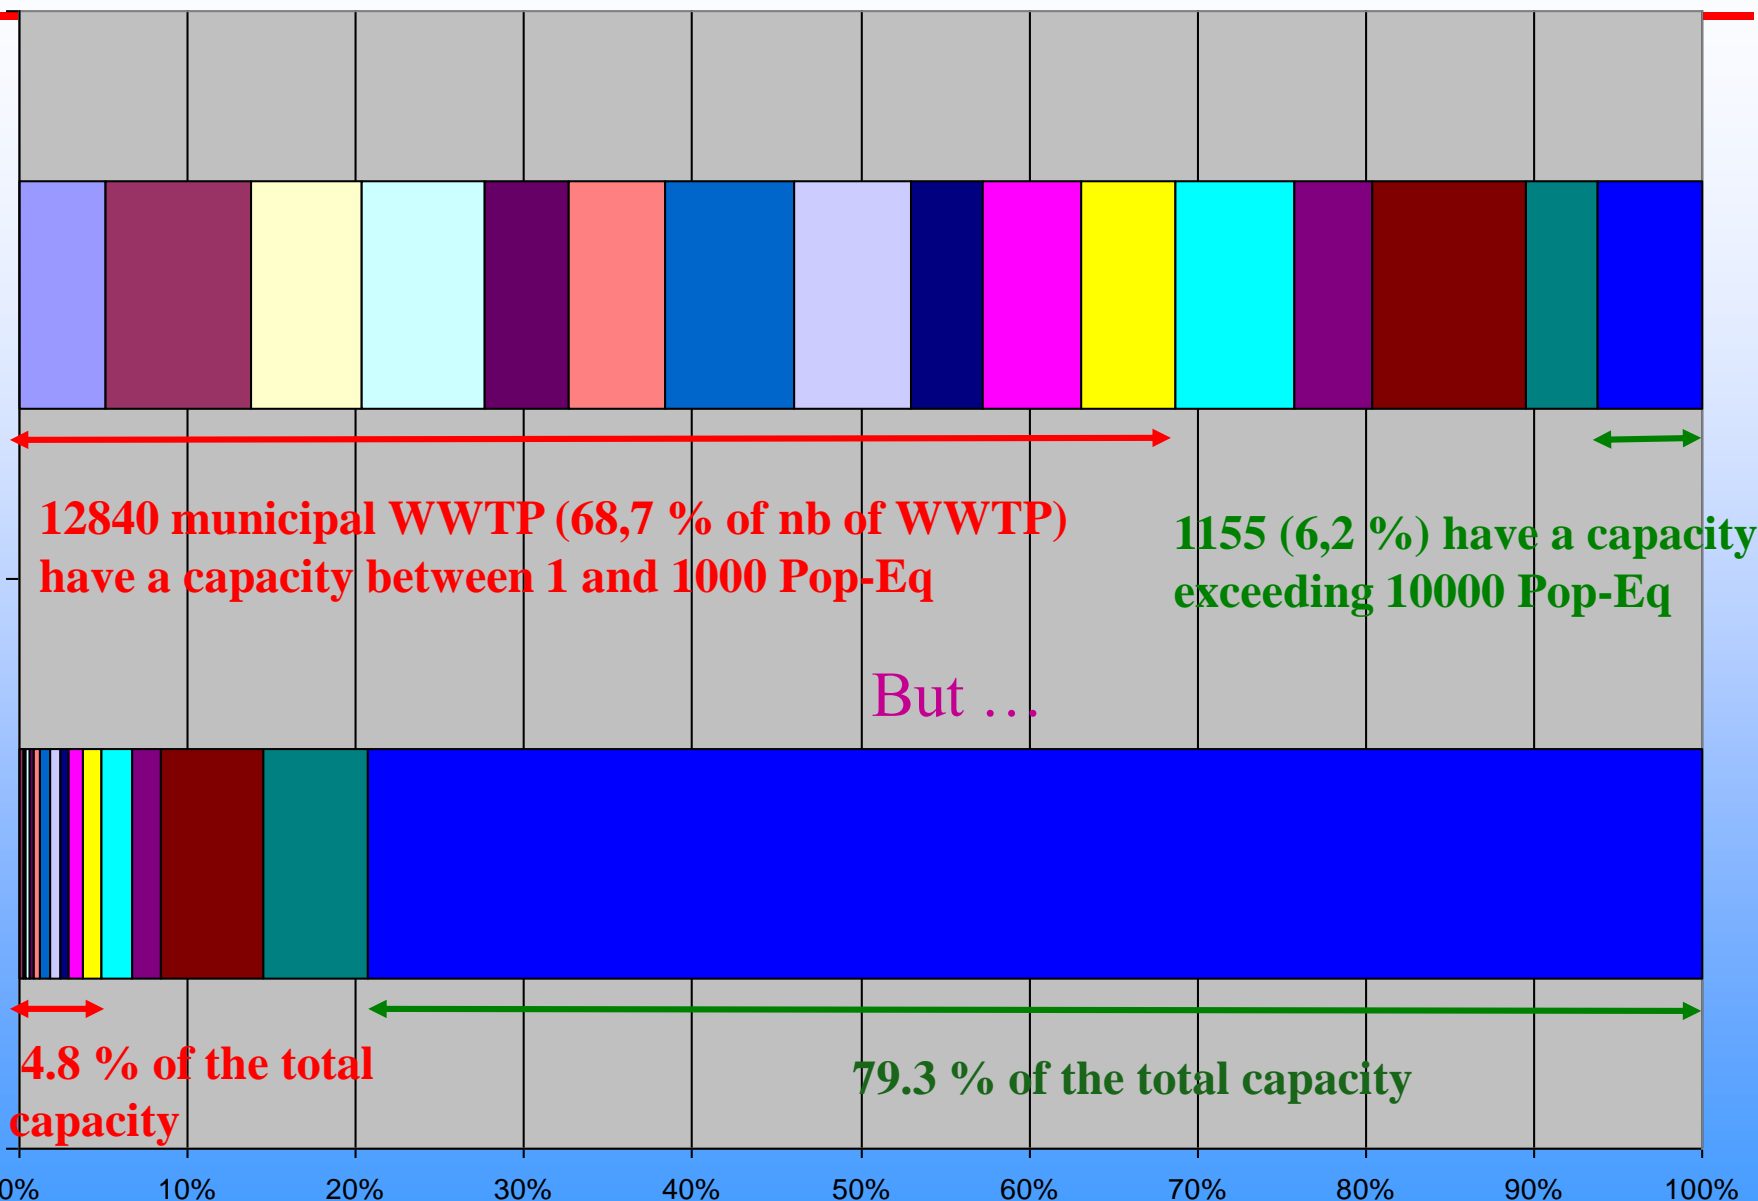 12840 municipal WWTP (68,7 % of nb of WWTP)
have a capacity between 1 and 1000 Pop-Eq
1155 (6,2 %) have a capacity
exceeding 10000 Pop-Eq
But …
4.8 % of the total
capacity
79.3 % of the total capacity
0% 10% 20% 30% 40% 50% 60% 70% 80% 90% 100%